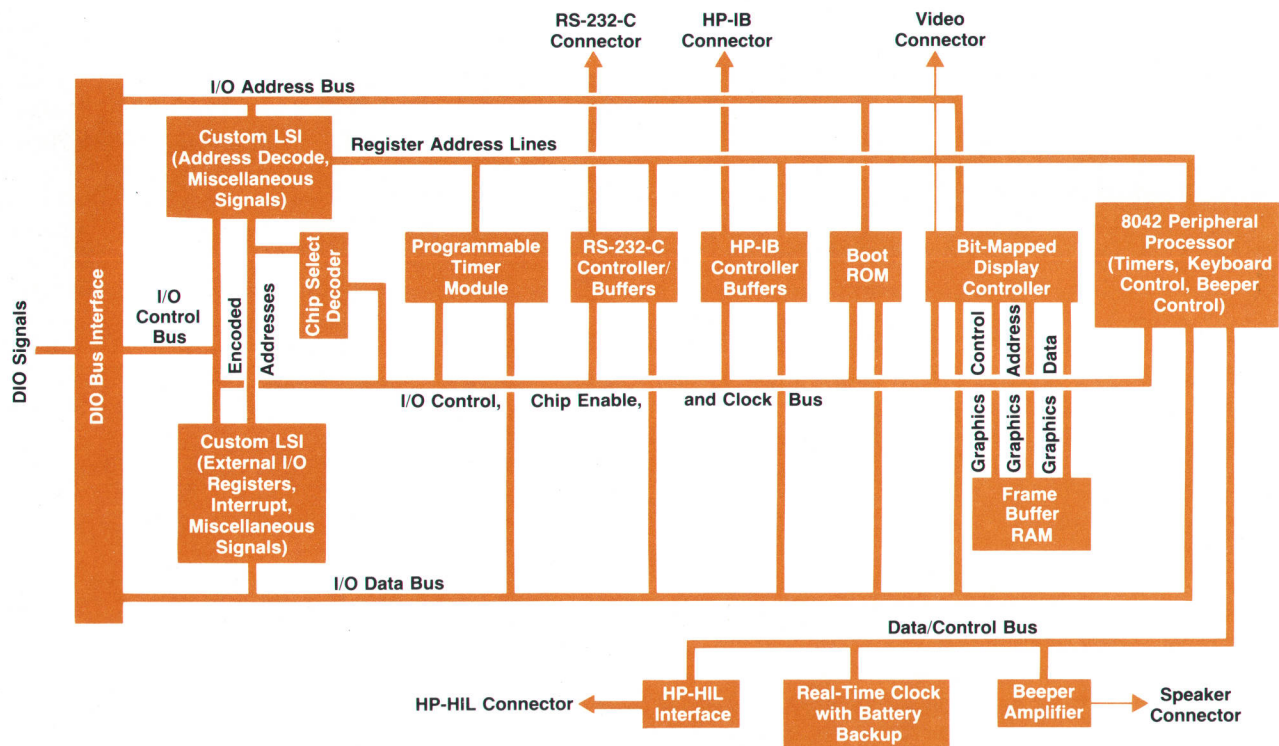 RS-232-C
Connector
HP-IB
Connector
Video
Connector
I/O Address Bus
Custom LSI
(Address Decode,
Miscellaneous
Signals)
Register Address Lines
DIO Signals
DIO Bus Interface
I/O
Control
Bus
Encoded
Addresses
Chip Select
Decoder
Programmable
Timer
Module
RS-232-C
Controller/
Buffers
HP-IB
Controller
Buffers
Boot
ROM
Bit-Mapped
Display
Controller
8042 Peripheral
Processor
(Timers, Keyboard
Control, Beeper
Control)
I/O Control, Chip Enable, and Clock Bus
Graphics Control
Graphics Address
Graphics Data
Custom LSI
(External I/O
Registers,
Interrupt,
Miscellaneous
Signals)
Frame
Buffer
RAM
I/O Data Bus
Data/Control Bus
HP-HIL Connector
HP-HIL
Interface
Real-Time Clock
with Battery
Backup
Beeper
Amplifier
Speaker
Connector